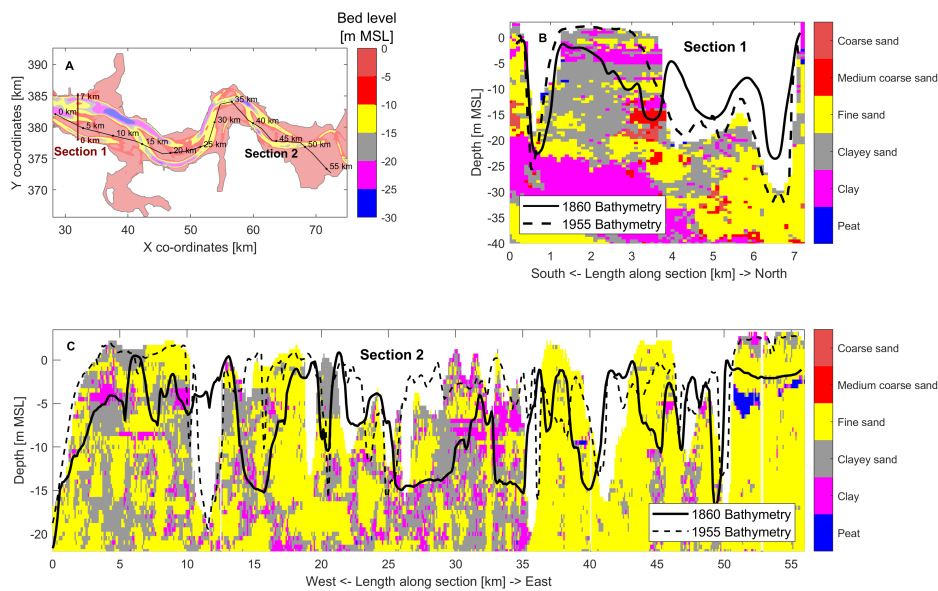 Bed level
[m MSL]
A
390
385
380
375
370
Y co-ordinates [km]
17 km
0 km
5 km
0 km
10 km
15 km
20 km
25 km
30 km
35 km
40 km
45 km
50 km
55 km
Section 1
Section 2
30
40
50
60
70
X co-ordinates [km]
0
-5
-10
-15
-20
-25
-30
B
Section 1
0
-5
-10
-15
-20
-25
-30
-35
-40
Depth [m MSL]
1860 Bathymetry
1955 Bathymetry
0
1
2
3
4
5
6
7
South <- Length along section [km] -> North
Coarse sand
Medium coarse sand
Fine sand
Clayey sand
Clay
Peat
C
Section 2
0
-5
-10
-15
-20
Depth [m MSL]
1860 Bathymetry
1955 Bathymetry
0
5
10
15
20
25
30
35
40
45
50
55
West <- Length along section [km] -> East
Coarse sand
Medium coarse sand
Fine sand
Clayey sand
Clay
Peat